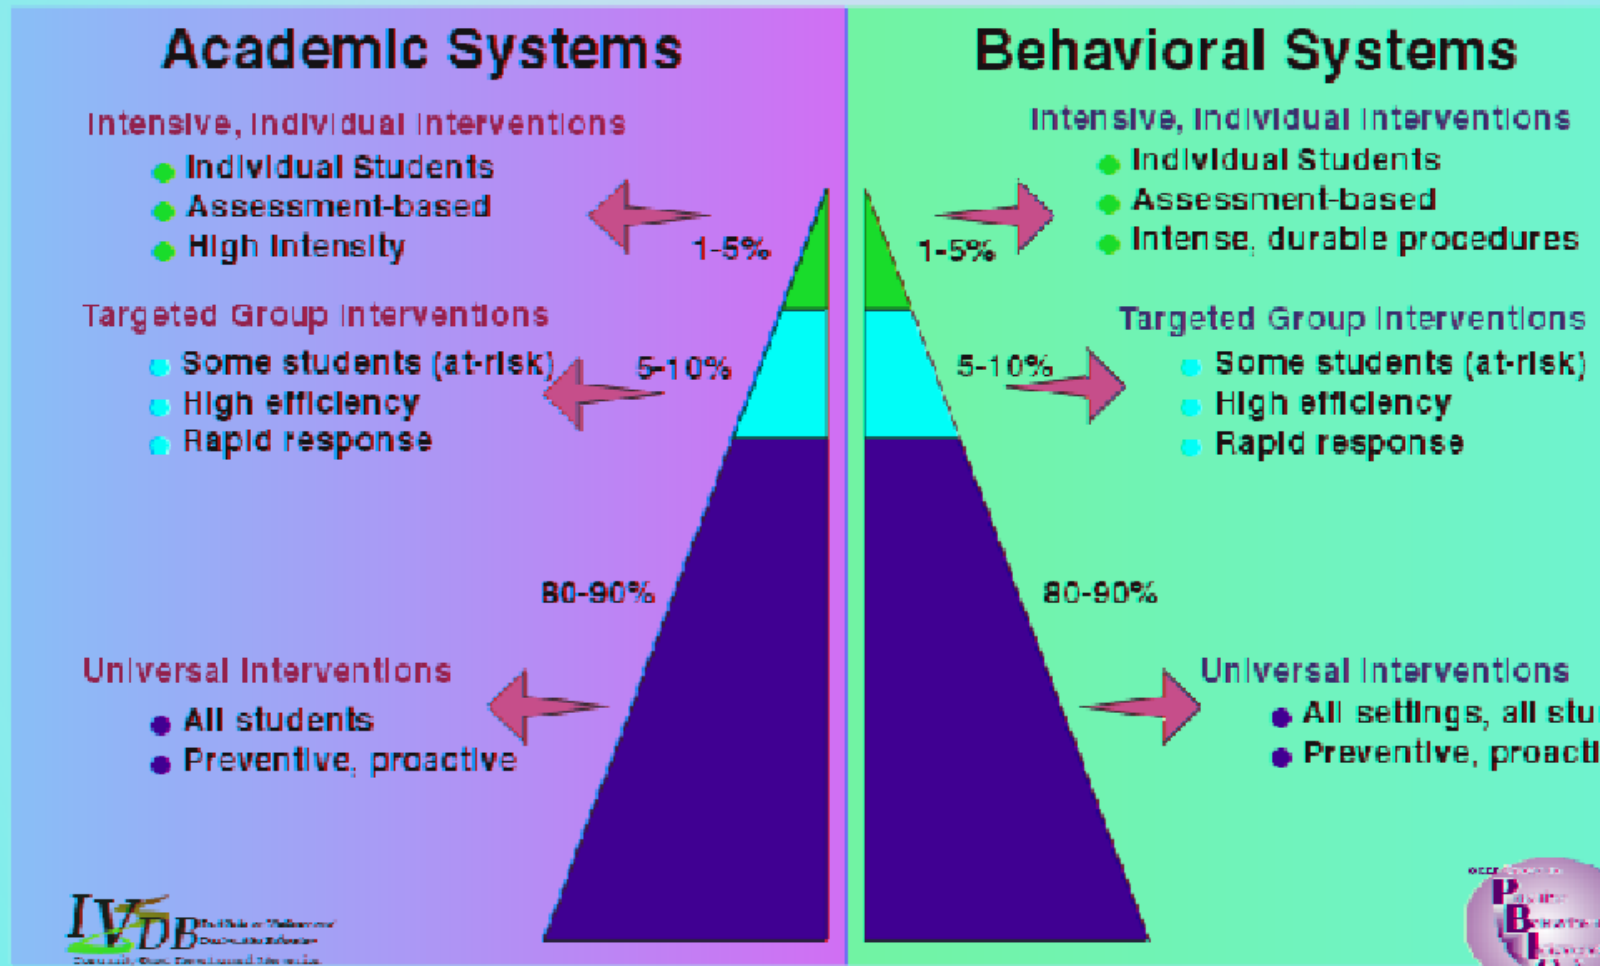 Academic Systems
Intensive, Individual Interventions
Individual Students
Assessment-based
High Intensity
1-5%
Targeted Group Interventions
Some students (at-risk)
High efficiency
Rapid response
5-10%
80-90%
Universal Interventions
All students
Preventive, proactive
IVDB
Behavioral Systems
Intensive, Individual Interventions
Individual Students
Assessment-based
Intense, durable procedures
1-5%
Targeted Group Interventions
Some students (at-risk)
High efficiency
Rapid response
5-10%
80-90%
Universal Interventions
All settings, all stu
Preventive, proacti